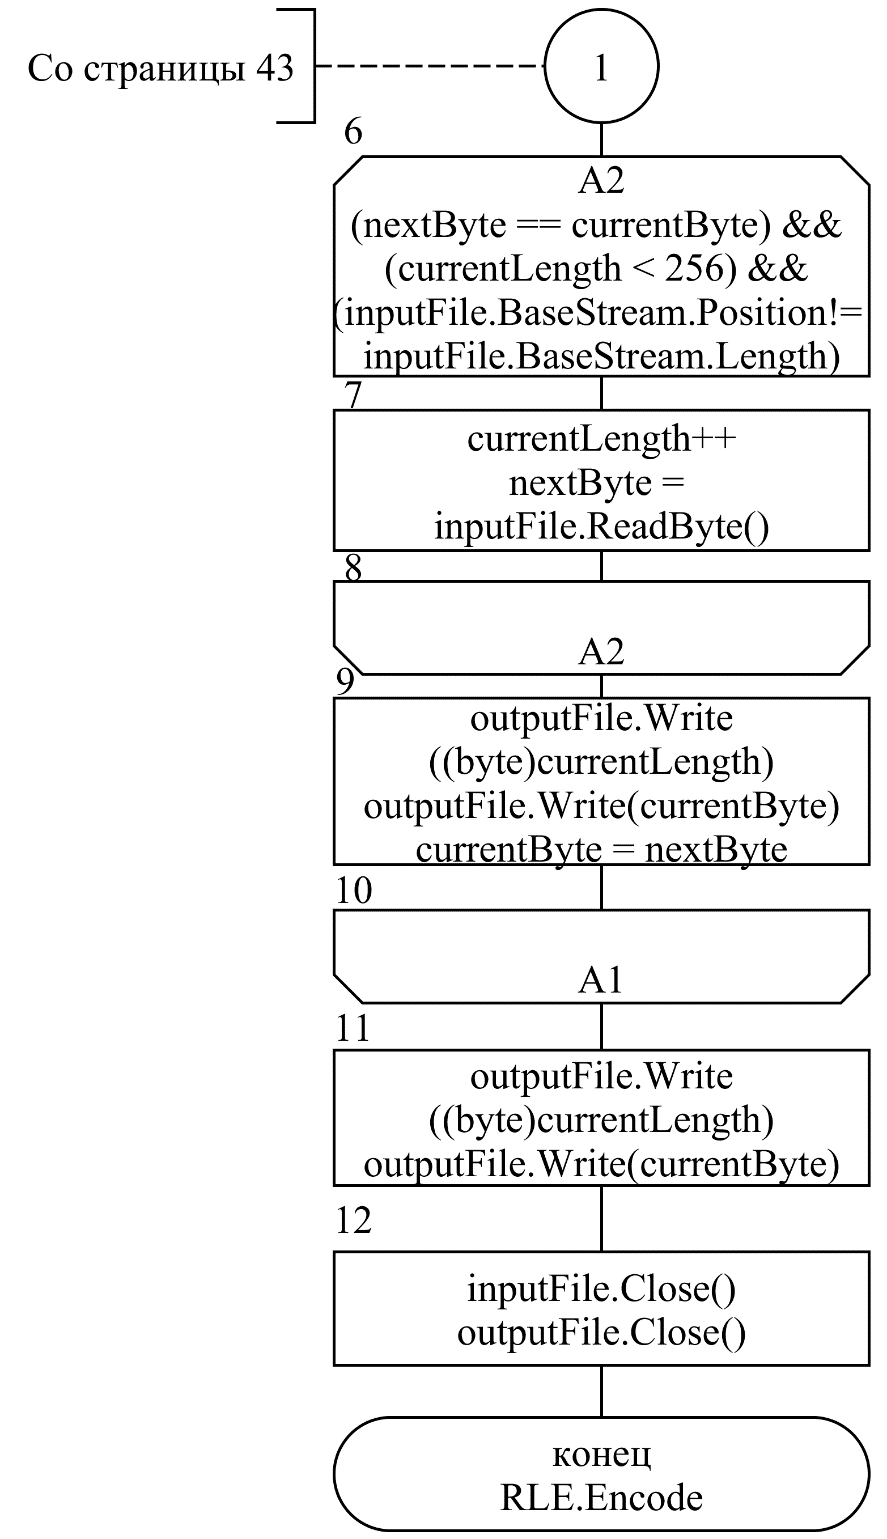 Со страницы 43
1
6
A2
(nextByte == currentByte) &&
(currentLength < 256) &&
(inputFile.BaseStream.Position!=
inputFile.BaseStream.Length)
7
currentLength++
nextByte =
inputFile.ReadByte()
8
A2
9
outputFile.Write
((byte)currentLength)
outputFile.Write(currentByte)
currentByte = nextByte
10
A1
11
outputFile.Write
((byte)currentLength)
outputFile.Write(currentByte)
12
inputFile.Close()
outputFile.Close()
конец
RLE.Encode